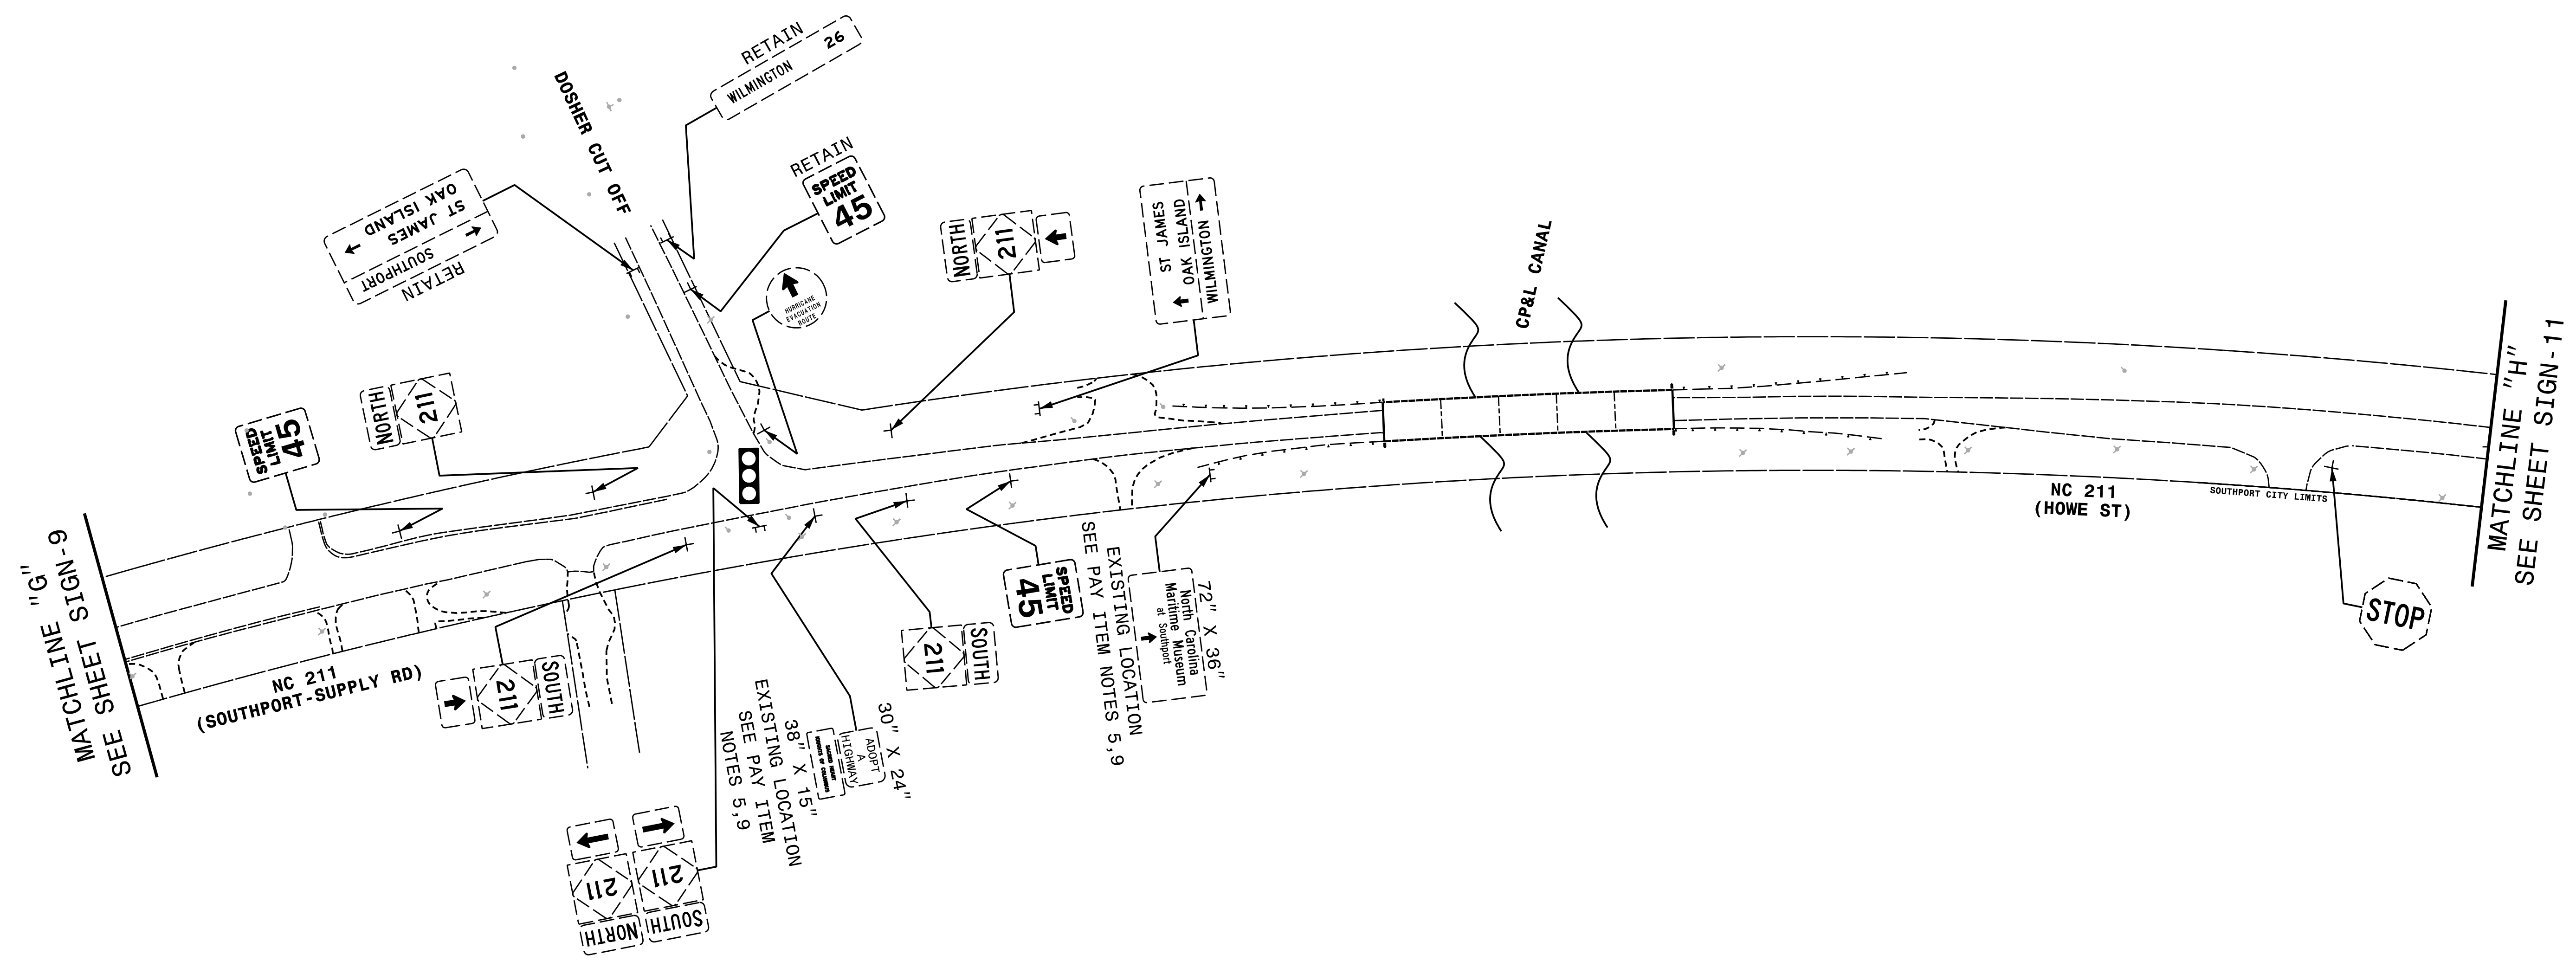 RETAIN
WILMINGTON 26
DOSHER CUT OFF
RETAIN
SPEED
LIMIT
45
OAK ISLAND
ST JAMES
SOUTHPORT
RETAIN
HURRICANE
EVACUATION
ROUTE
NORTH
211
ST JAMES
OAK ISLAND
WILMINGTON
CP&L CANAL
NORTH
211
SPEED
LIMIT
45
MATCHLINE "G"
SEE SHEET SIGN-9
NC 211
(SOUTHPORT-SUPPLY RD)
SOUTH
211
NORTH
211
SOUTH
211
30" X 24"
ADOPT
A
HIGHWAY
SACRED HEART
KNIGHTS OF COLUMBUS
38" X 15"
EXISTING LOCATION
SEE PAY ITEM
NOTES 5,9
SOUTH
211
SPEED
LIMIT
45
72" X 36"
North Carolina
Maritime Museum
at Southport
EXISTING LOCATION
SEE PAY ITEM NOTES 5,9
NC 211
(HOWE ST)
SOUTHPORT CITY LIMITS
STOP
MATCHLINE "H"
SEE SHEET SIGN-11